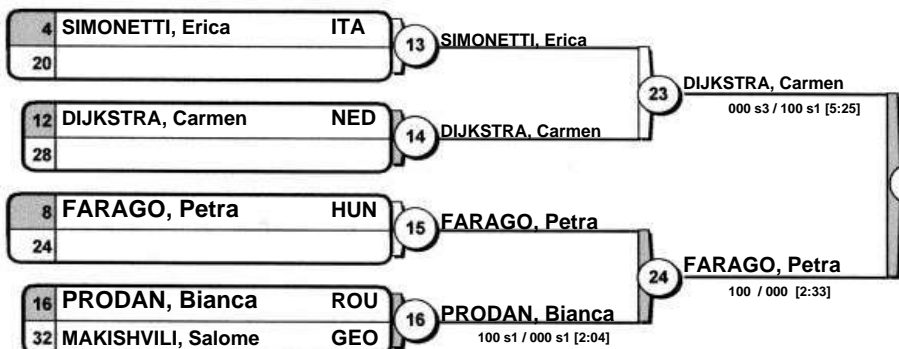 4 SIMONETTI, Erica ITA
20
13 SIMONETTI, Erica
12 DIJKSTRA, Carmen NED
28
14 DIJKSTRA, Carmen
23 DIJKSTRA, Carmen
000 s3 / 100 s1 [5:25]
8 FARAGO, Petra HUN
24
15 FARAGO, Petra
16 PRODAN, Bianca ROU
32 MAKISHVILI, Salome GEO
16 PRODAN, Bianca
100 s1 / 000 s1 [2:04]
24 FARAGO, Petra
100 / 000 [2:33]